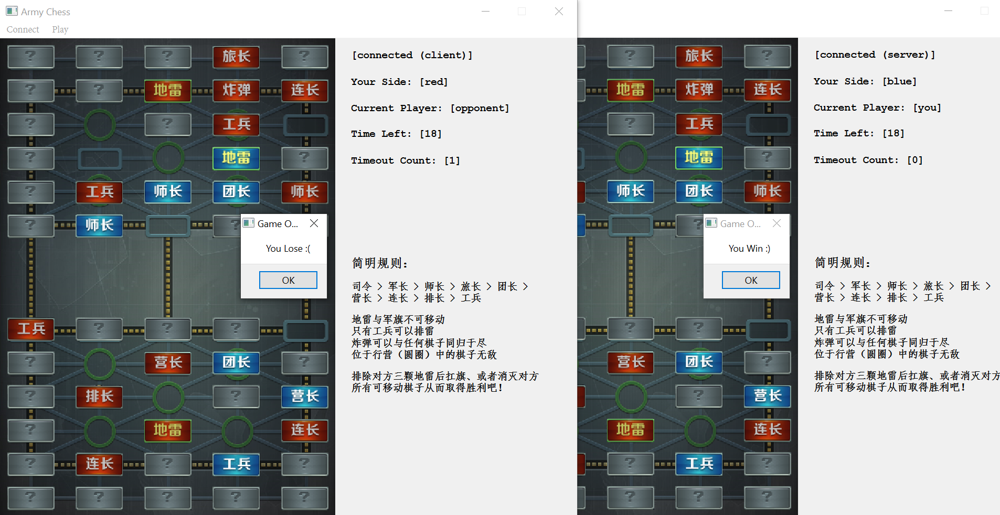 Army Chess
Connect Play
? ? ? 旅长 ?
? ? 地雷 炸弹 连长
? ? 工兵
? 地雷 ?
? 工兵 师长 团长 师长
? 师长 ?
工兵 ? ? ?
? 营长 团长 ?
? 排长 ? 营长
? 地雷 连长
? 连长 ? 工兵 ?
? ? ? ? ?
Game O...
You Lose :(
OK
[connected (client)]
Your Side: [red]
Current Player: [opponent]
Time Left: [18]
Timeout Count: [1]
简明规则：
司令 > 军长 > 师长 > 旅长 > 团长 >
营长 > 连长 > 排长 > 工兵
地雷与军旗不可移动
只有工兵可以排雷
炸弹可以与任何棋子同归于尽
位于行营（圆圈）中的棋子无敌
排除对方三颗地雷后扛旗、或者消灭对方
所有可移动棋子从而取得胜利吧！
? 旅长 ?
地雷 炸弹 连长
? 工兵
地雷 ?
师长 团长 师长
?
? ?
营长 团长 ?
? 营长
地雷 连长
? 工兵 ?
? ? ?
Game O...
You Win :)
OK
[connected (server)]
Your Side: [blue]
Current Player: [you]
Time Left: [18]
Timeout Count: [0]
简明规则：
司令 > 军长 > 师长 > 旅长 > 团长 >
营长 > 连长 > 排长 > 工兵
地雷与军旗不可移动
只有工兵可以排雷
炸弹可以与任何棋子同归于尽
位于行营（圆圈）中的棋子无敌
排除对方三颗地雷后扛旗、或者消灭对方
所有可移动棋子从而取得胜利吧！